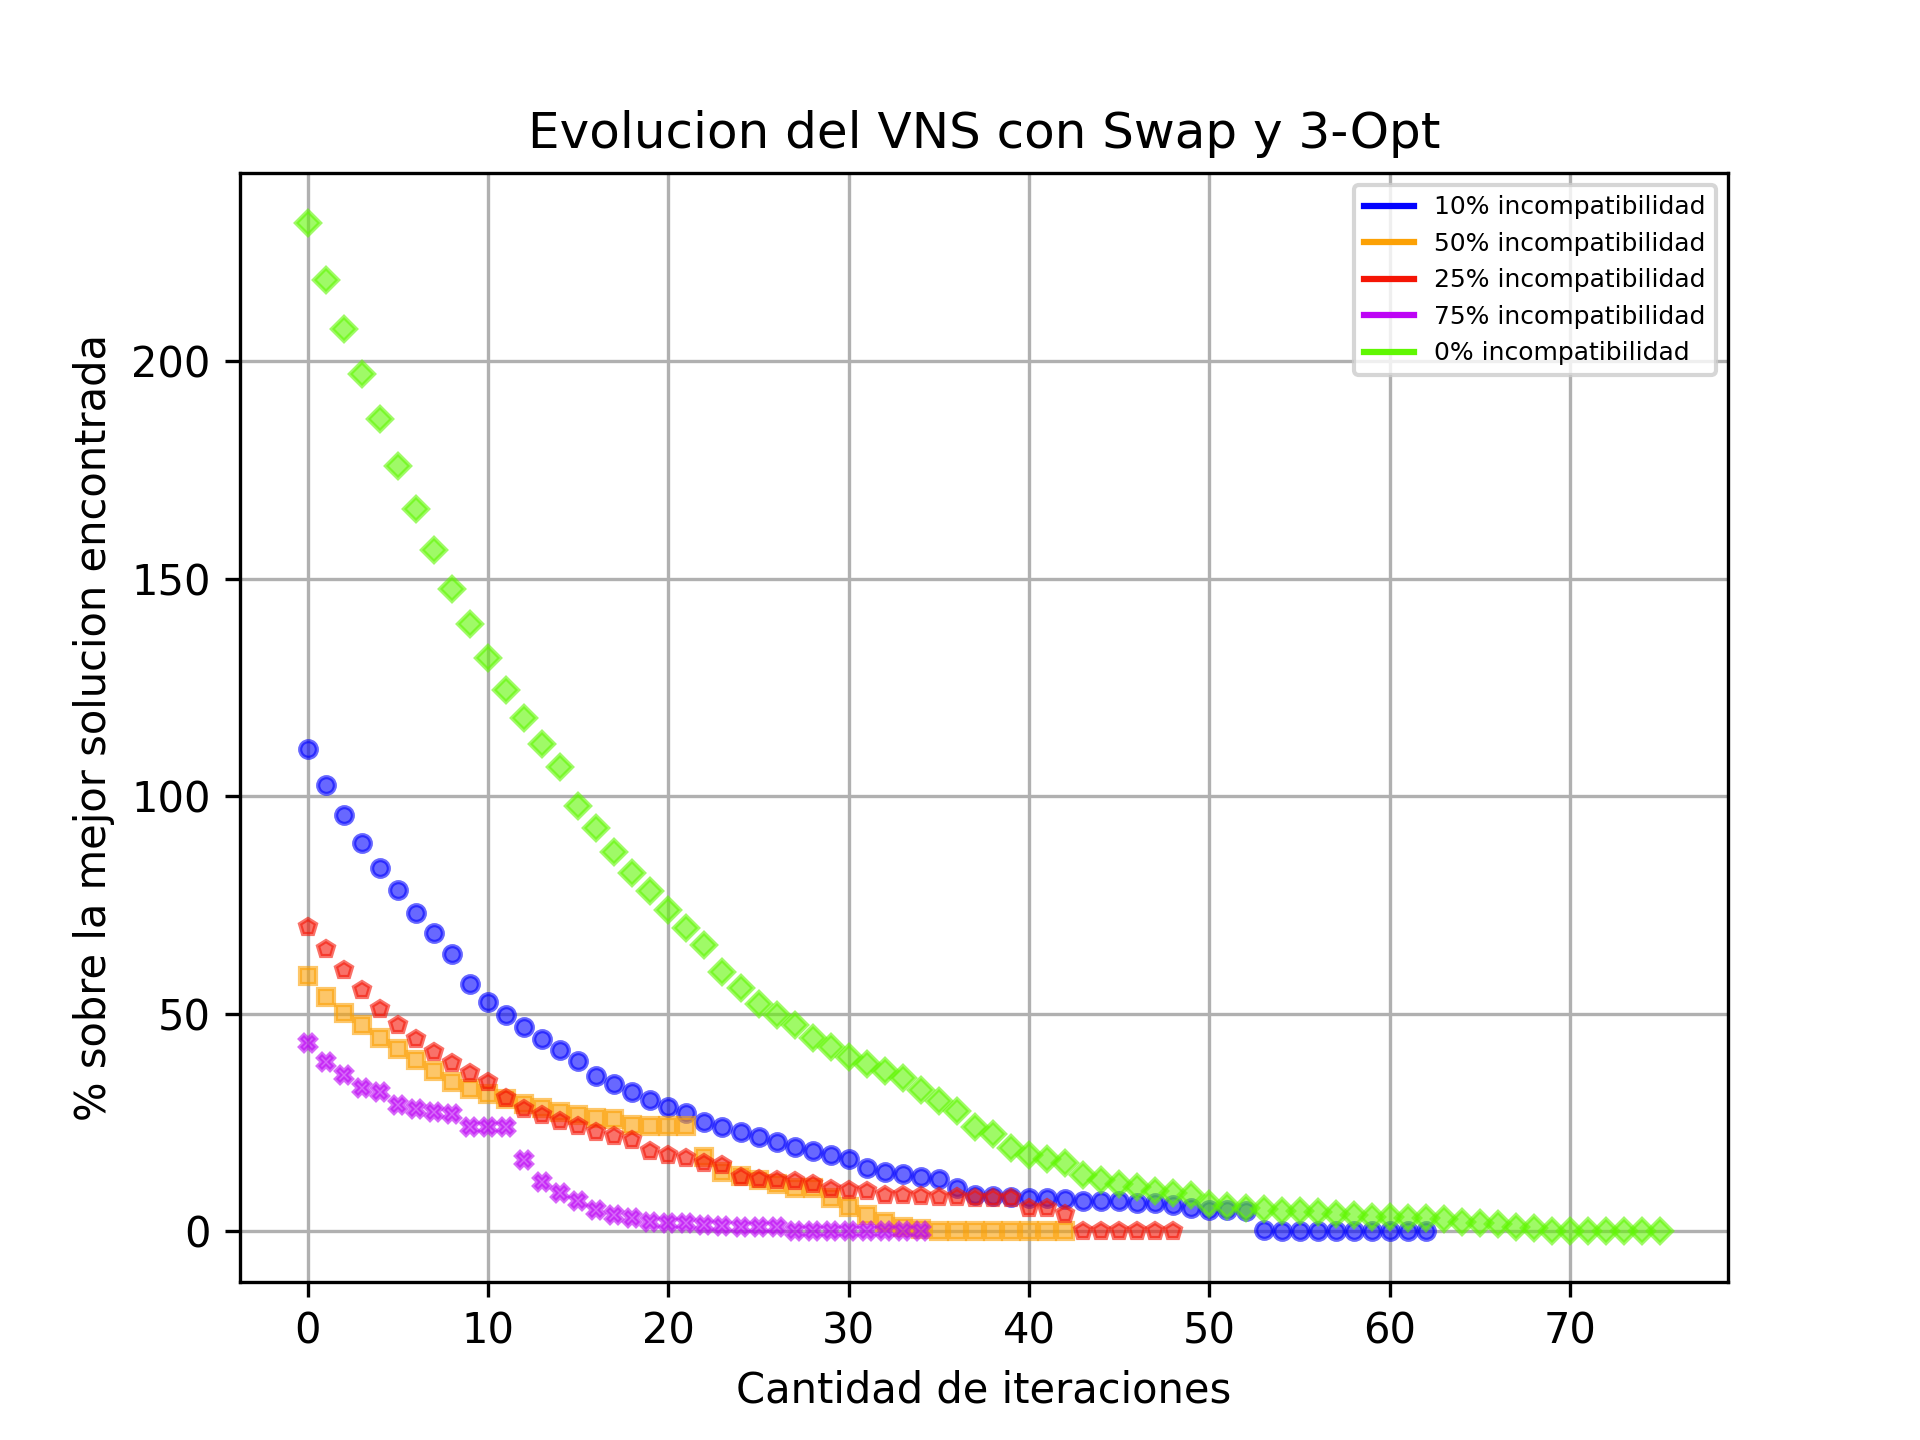 Evolucion del VNS con Swap y 3-Opt
10% incompatibilidad
50% incompatibilidad
25% incompatibilidad
75% incompatibilidad
0% incompatibilidad
% sobre la mejor solucion encontrada
200
150
100
50
0
0 10 20 30 40 50 60 70
Cantidad de iteraciones